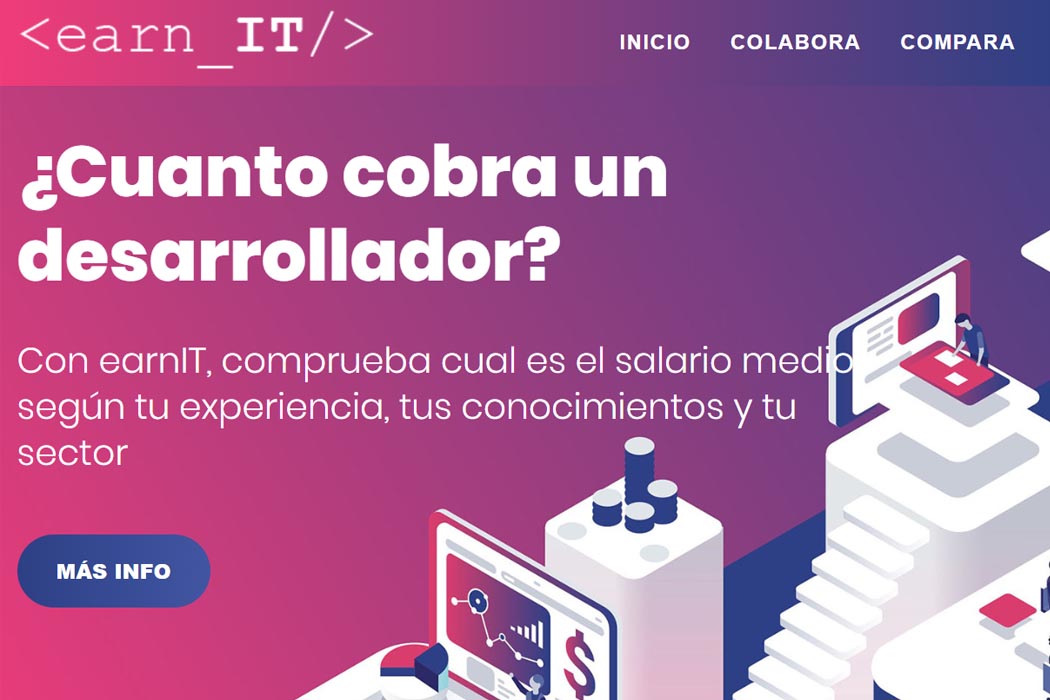 <earn_IT/>
INICIO COLABORA COMPARA
¿Cuanto cobra un
desarrollador?
Con earnIT, comprueba cual es el salario medio
según tu experiencia, tus conocimientos y tu
sector
MÁS INFO
$